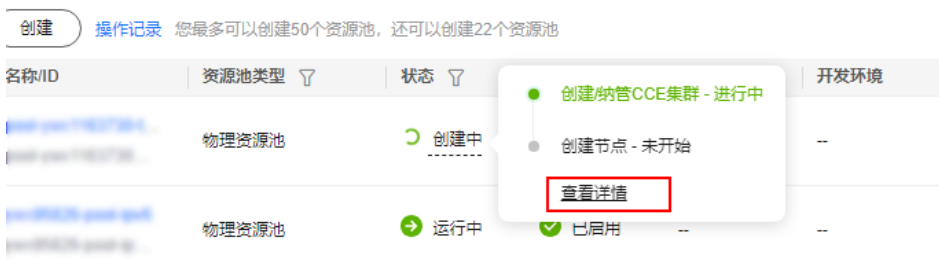 创建 操作记录 您最多可以创建50个资源池，还可以创建22个资源池
名称/ID 资源池类型 状态 开发环境
创建/纳管CCE集群 - 进行中
物理资源池 创建中 创建节点 - 未开始 --
查看详情
物理资源池 运行中 已启用 -- --